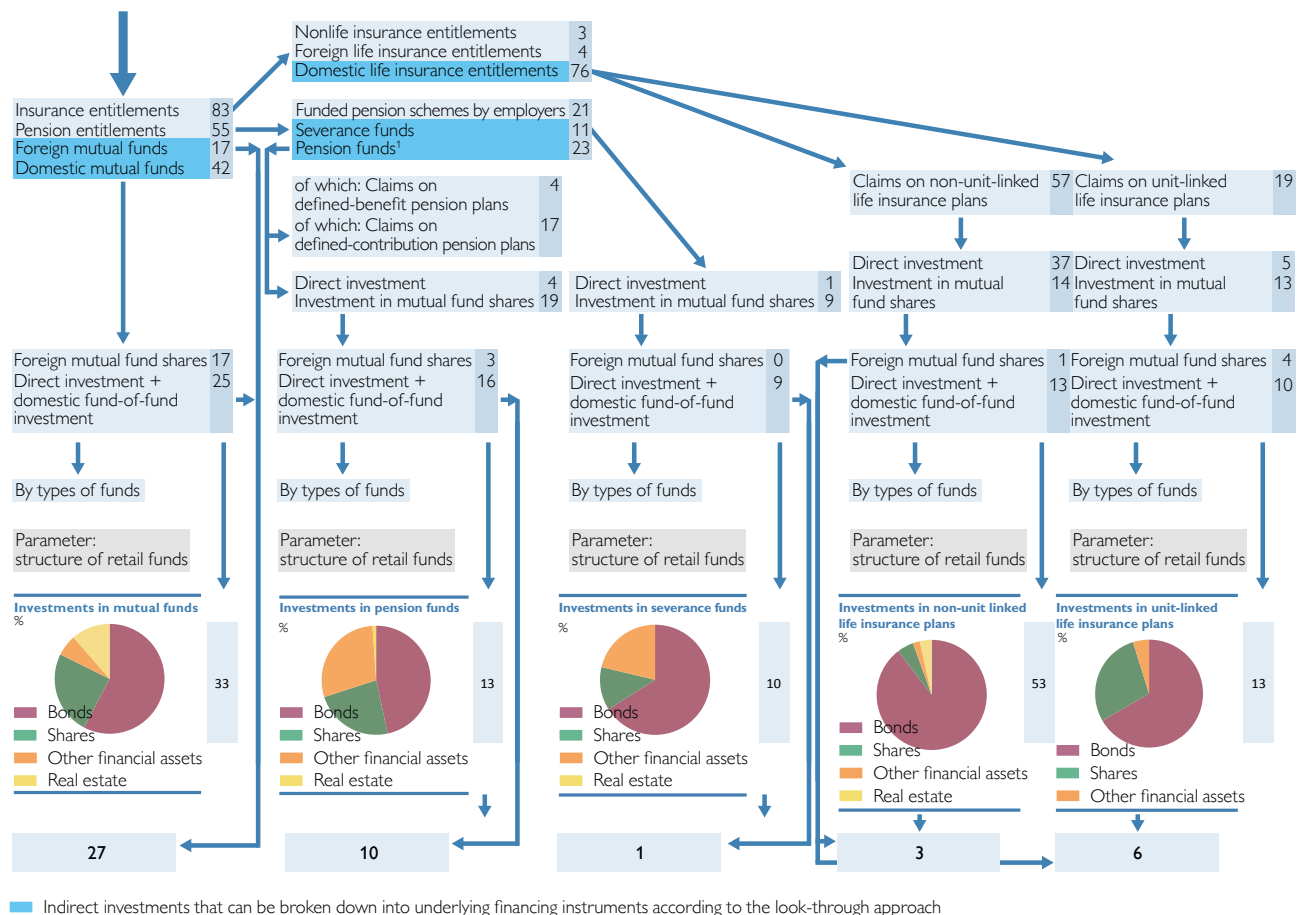 Nonlife insurance entitlements 3
Foreign life insurance entitlements 4
Domestic life insurance entitlements 76
Insurance entitlements 83
Pension entitlements 55
Foreign mutual funds 17
Domestic mutual funds 42
Funded pension schemes by employers 21
Severance funds 11
Pension funds¹ 23
of which: Claims on 4
defined-benefit pension plans
of which: Claims on 17
defined-contribution pension plans
Claims on non-unit-linked 57
life insurance plans
Claims on unit-linked 19
life insurance plans
Direct investment 4
Investment in mutual fund shares 19
Direct investment 1
Investment in mutual fund shares 9
Direct investment 37
Investment in mutual 14
fund shares
Direct investment 5
Investment in mutual 13
fund shares
Foreign mutual fund shares 17
Direct investment + 25
domestic fund-of-fund
investment
Foreign mutual fund shares 3
Direct investment + 16
domestic fund-of-fund
investment
Foreign mutual fund shares 0
Direct investment + 9
domestic fund-of-fund
investment
Foreign mutual fund shares 1
Direct investment + 13
domestic fund-of-fund
investment
Foreign mutual fund shares 4
Direct investment + 10
domestic fund-of-fund
investment
By types of funds
By types of funds
By types of funds
By types of funds
By types of funds
Parameter:
structure of retail funds
Parameter:
structure of retail funds
Parameter:
structure of retail funds
Parameter:
structure of retail funds
Parameter:
structure of retail funds
Investments in mutual funds
%
33
Bonds
Shares
Other financial assets
Real estate
Investments in pension funds
%
13
Bonds
Shares
Other financial assets
Real estate
Investments in severance funds
%
10
Bonds
Shares
Other financial assets
Real estate
Investments in non-unit linked
life insurance plans
%
53
Bonds
Shares
Other financial assets
Real estate
Investments in unit-linked
life insurance plans
%
13
Bonds
Shares
Other financial assets
27
10
1
3
6
Indirect investments that can be broken down into underlying financing instruments according to the look-through approach